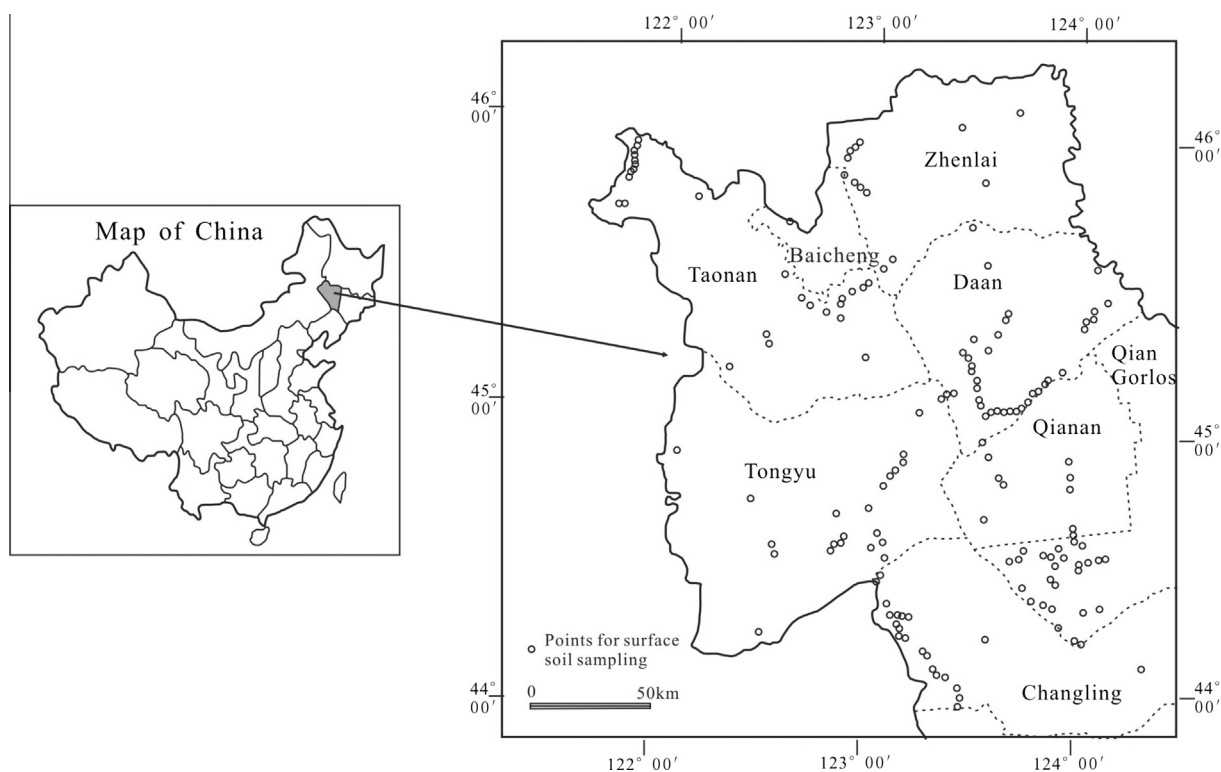 122° 00′
123° 00′
124° 00′
46°
00′
46°
00′
Zhenlai
Map of China
Baicheng
Taonan
Daan
Qian
Gorlos
45°
00′
45°
00′
Qianan
Tongyu
Points for surface
soil sampling
0
50km
Changling
44°
00′
44°
00′
122° 00′
123° 00′
124° 00′